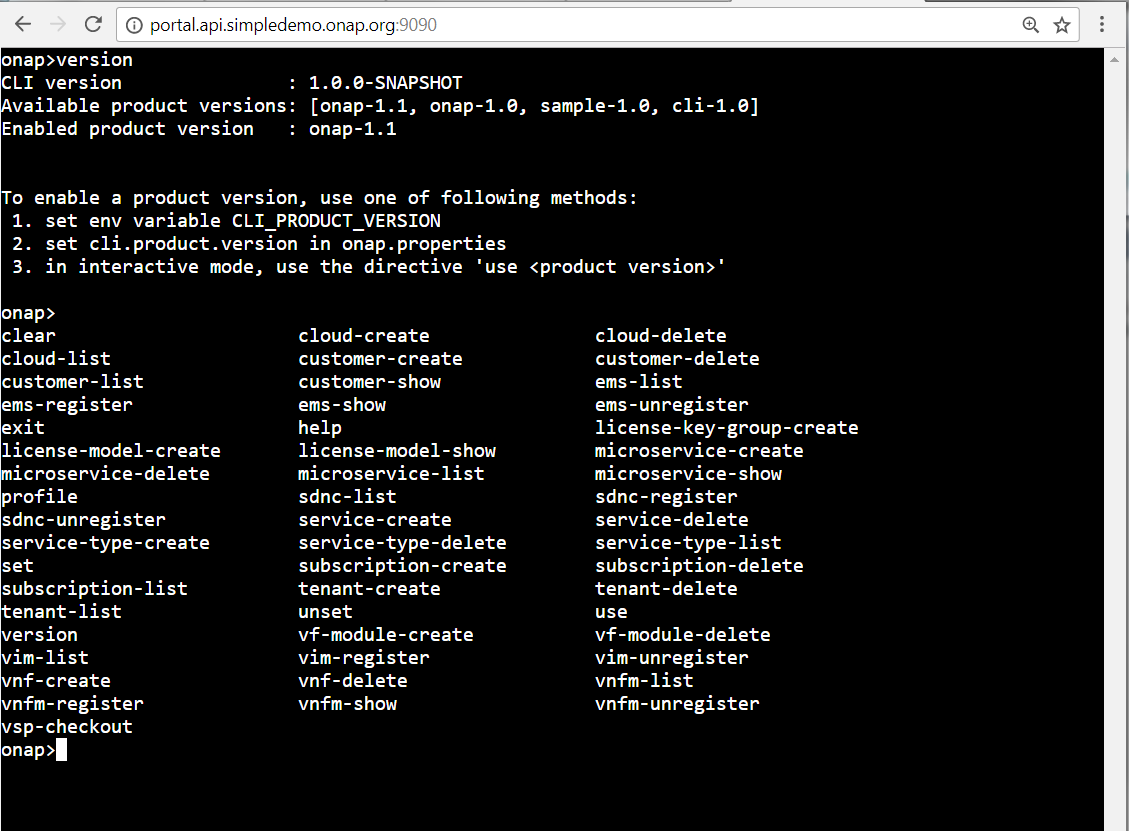 portal.api.simpledemo.onap.org:9090
onap>version
CLI version               : 1.0.0-SNAPSHOT
Available product versions: [onap-1.1, onap-1.0, sample-1.0, cli-1.0]
Enabled product version   : onap-1.1
To enable a product version, use one of following methods:
 1. set env variable CLI_PRODUCT_VERSION
 2. set cli.product.version in onap.properties
 3. in interactive mode, use the directive 'use <product version>'
onap>
clear                      cloud-create               cloud-delete
cloud-list                 customer-create            customer-delete
customer-list              customer-show              ems-list
ems-register               ems-show                   ems-unregister
exit                       help                       license-key-group-create
license-model-create       license-model-show         microservice-create
microservice-delete        microservice-list          microservice-show
profile                    sdnc-list                  sdnc-register
sdnc-unregister            service-create             service-delete
service-type-create        service-type-delete        service-type-list
set                        subscription-create        subscription-delete
subscription-list          tenant-create              tenant-delete
tenant-list                unset                      use
version                    vf-module-create           vf-module-delete
vim-list                   vim-register               vim-unregister
vnf-create                 vnf-delete                 vnfm-list
vnfm-register              vnfm-show                  vnfm-unregister
vsp-checkout
onap>